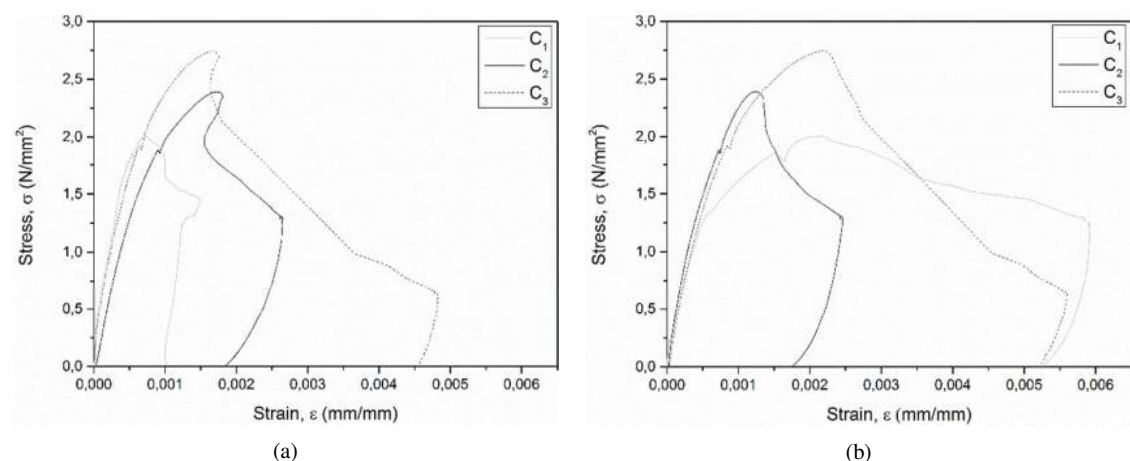 3,0
2,5
2,0
1,5
1,0
0,5
0,0
Stress, σ (N/mm²)
C₁
C₂
C₃
0,000 0,001 0,002 0,003 0,004 0,005 0,006
Strain, ε (mm/mm)
(a)
3,0
2,5
2,0
1,5
1,0
0,5
0,0
Stress, σ (N/mm²)
C₁
C₂
C₃
0,000 0,001 0,002 0,003 0,004 0,005 0,006
Strain, ε (mm/mm)
(b)